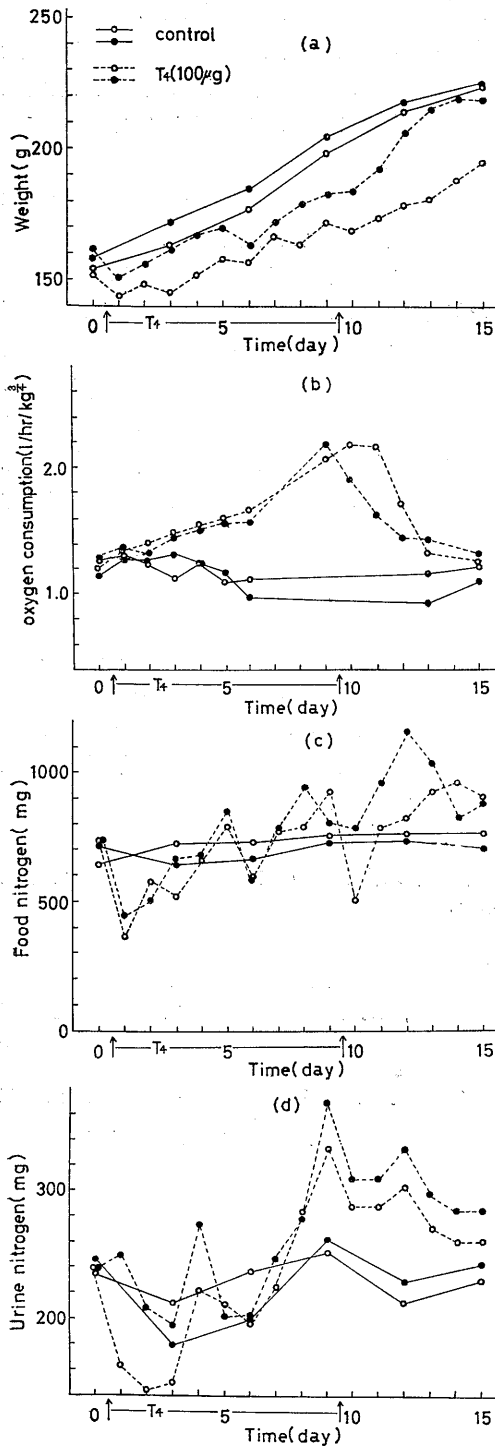 250
200
150
Weight(g)
control
T₄(100μg)
(a)
0 T₄ 5 10 15
Time(day)
(b)
2.0
1.0
oxygen consumption(l/hr/kg¾)
0 T₄ 5 10 15
Time(day)
(c)
1000
500
0
Food nitrogen(mg)
0 T₄ 5 10 15
Time(day)
(d)
300
200
Urine nitrogen(mg)
0 T₄ 5 10 15
Time(day)